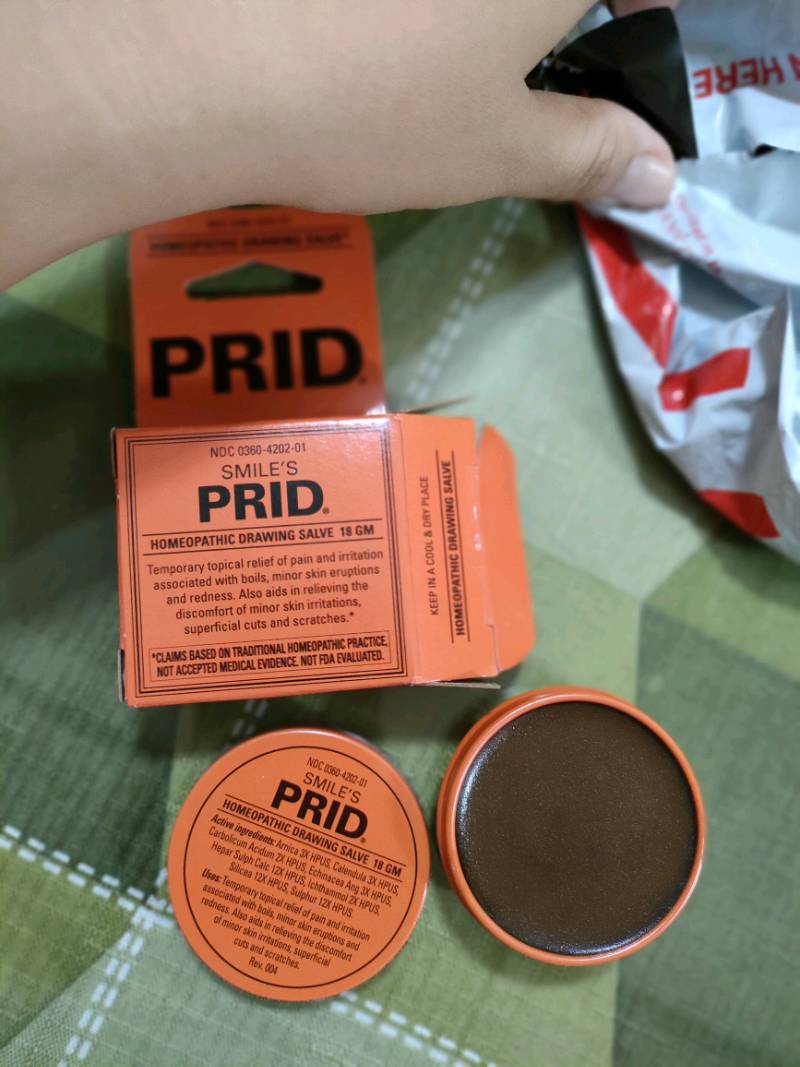 HOMEOPATHIC DRAWING SALVE
PRID®
NDC 0360-4202-01
SMILE'S
PRID®
HOMEOPATHIC DRAWING SALVE 18 GM
Temporary topical relief of pain and irritation
associated with boils, minor skin eruptions
and redness. Also aids in relieving the
discomfort of minor skin irritations,
superficial cuts and scratches.*
*CLAIMS BASED ON TRADITIONAL HOMEOPATHIC PRACTICE,
NOT ACCEPTED MEDICAL EVIDENCE. NOT FDA EVALUATED.
KEEP IN A COOL & DRY PLACE
HOMEOPATHIC DRAWING SALVE
HERE
NDC 0360-4202-01
SMILE'S
PRID®
HOMEOPATHIC DRAWING SALVE 18 GM
Active ingredients: Arnica 3X HPUS, Calendula 3X HPUS,
Carbolicum Acidum 2X HPUS, Echinacea Ang 3X HPUS,
Hepar Sulph Calc 12X HPUS, Ichthammol 2X HPUS,
Silicea 12X HPUS, Sulphur 12X HPUS.
Uses: Temporary topical relief of pain and irritation
associated with boils, minor skin eruptions and
redness. Also aids in relieving the discomfort
of minor skin irritations, superficial
cuts and scratches.
Rev. 004